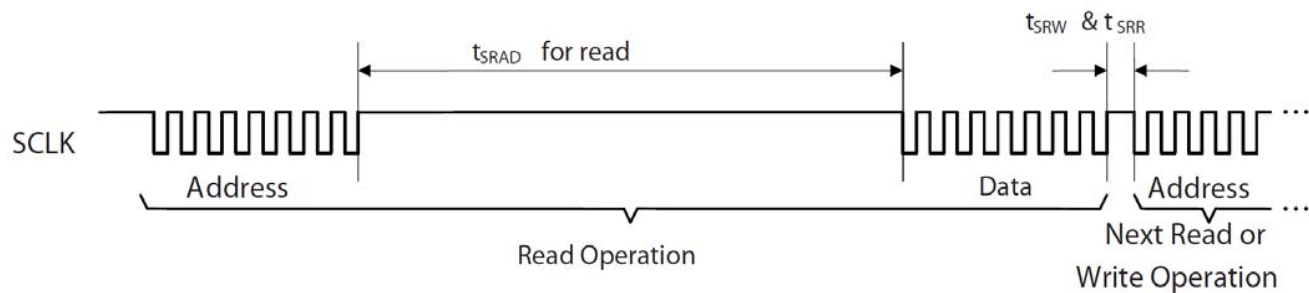 tSRW & tSRR
tSRAD for read
...
SCLK
Address
Data
Address
...
Read Operation
Next Read or
Write Operation